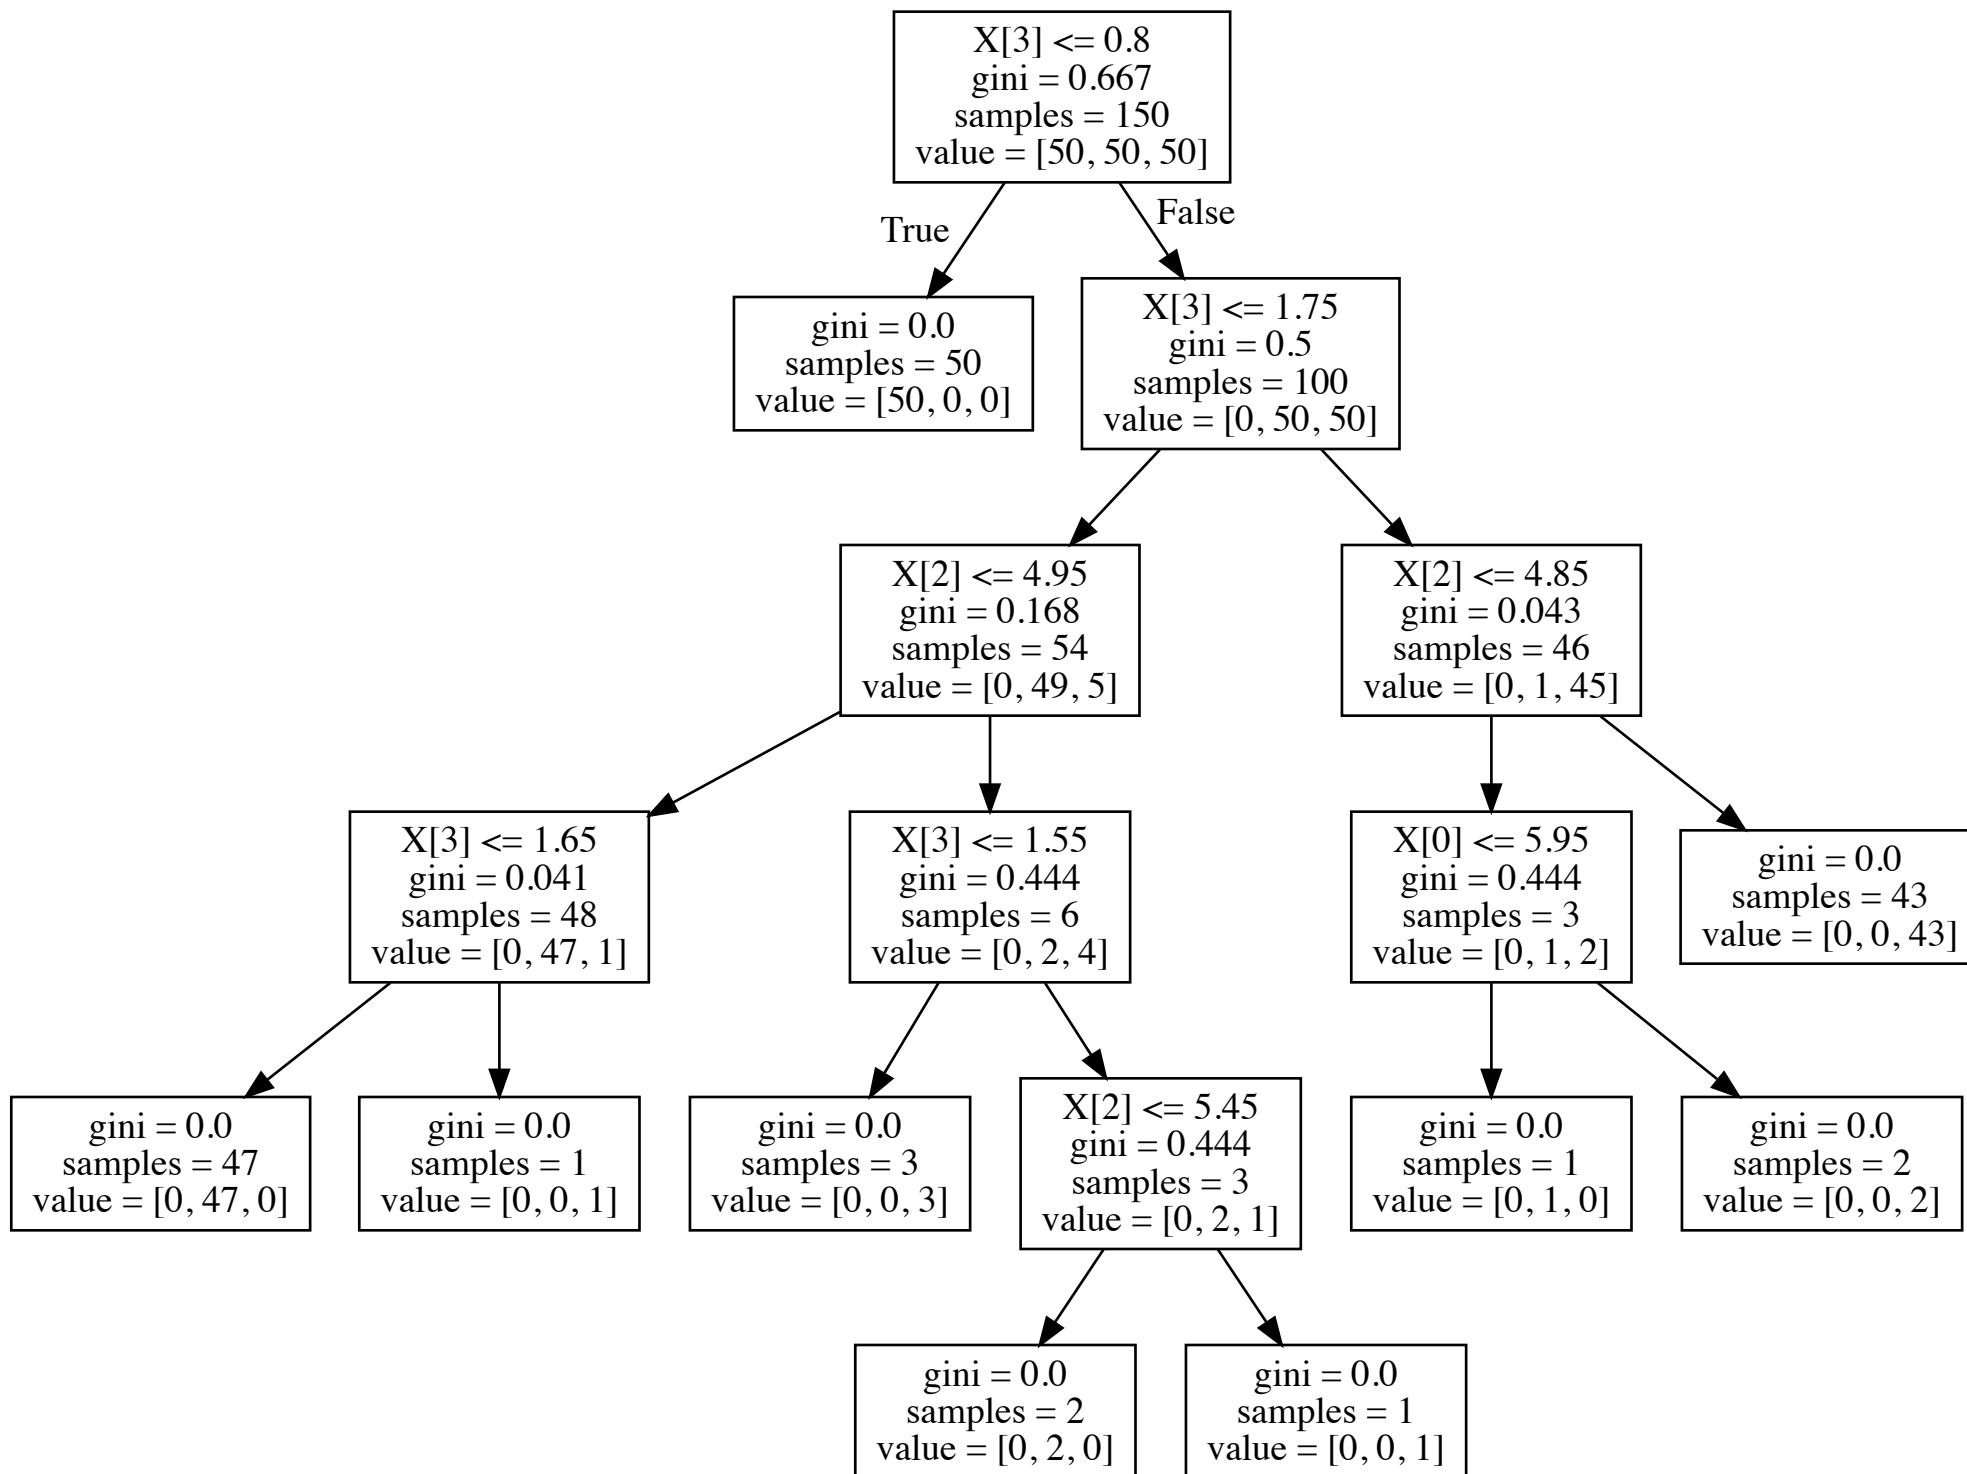 X[3] <= 0.8
gini = 0.667
samples = 150
value = [50, 50, 50]
True
False
gini = 0.0
samples = 50
value = [50, 0, 0]
X[3] <= 1.75
gini = 0.5
samples = 100
value = [0, 50, 50]
X[2] <= 4.95
gini = 0.168
samples = 54
value = [0, 49, 5]
X[2] <= 4.85
gini = 0.043
samples = 46
value = [0, 1, 45]
X[3] <= 1.65
gini = 0.041
samples = 48
value = [0, 47, 1]
X[3] <= 1.55
gini = 0.444
samples = 6
value = [0, 2, 4]
X[0] <= 5.95
gini = 0.444
samples = 3
value = [0, 1, 2]
gini = 0.0
samples = 43
value = [0, 0, 43]
gini = 0.0
samples = 47
value = [0, 47, 0]
gini = 0.0
samples = 1
value = [0, 0, 1]
gini = 0.0
samples = 3
value = [0, 0, 3]
X[2] <= 5.45
gini = 0.444
samples = 3
value = [0, 2, 1]
gini = 0.0
samples = 1
value = [0, 1, 0]
gini = 0.0
samples = 2
value = [0, 0, 2]
gini = 0.0
samples = 2
value = [0, 2, 0]
gini = 0.0
samples = 1
value = [0, 0, 1]